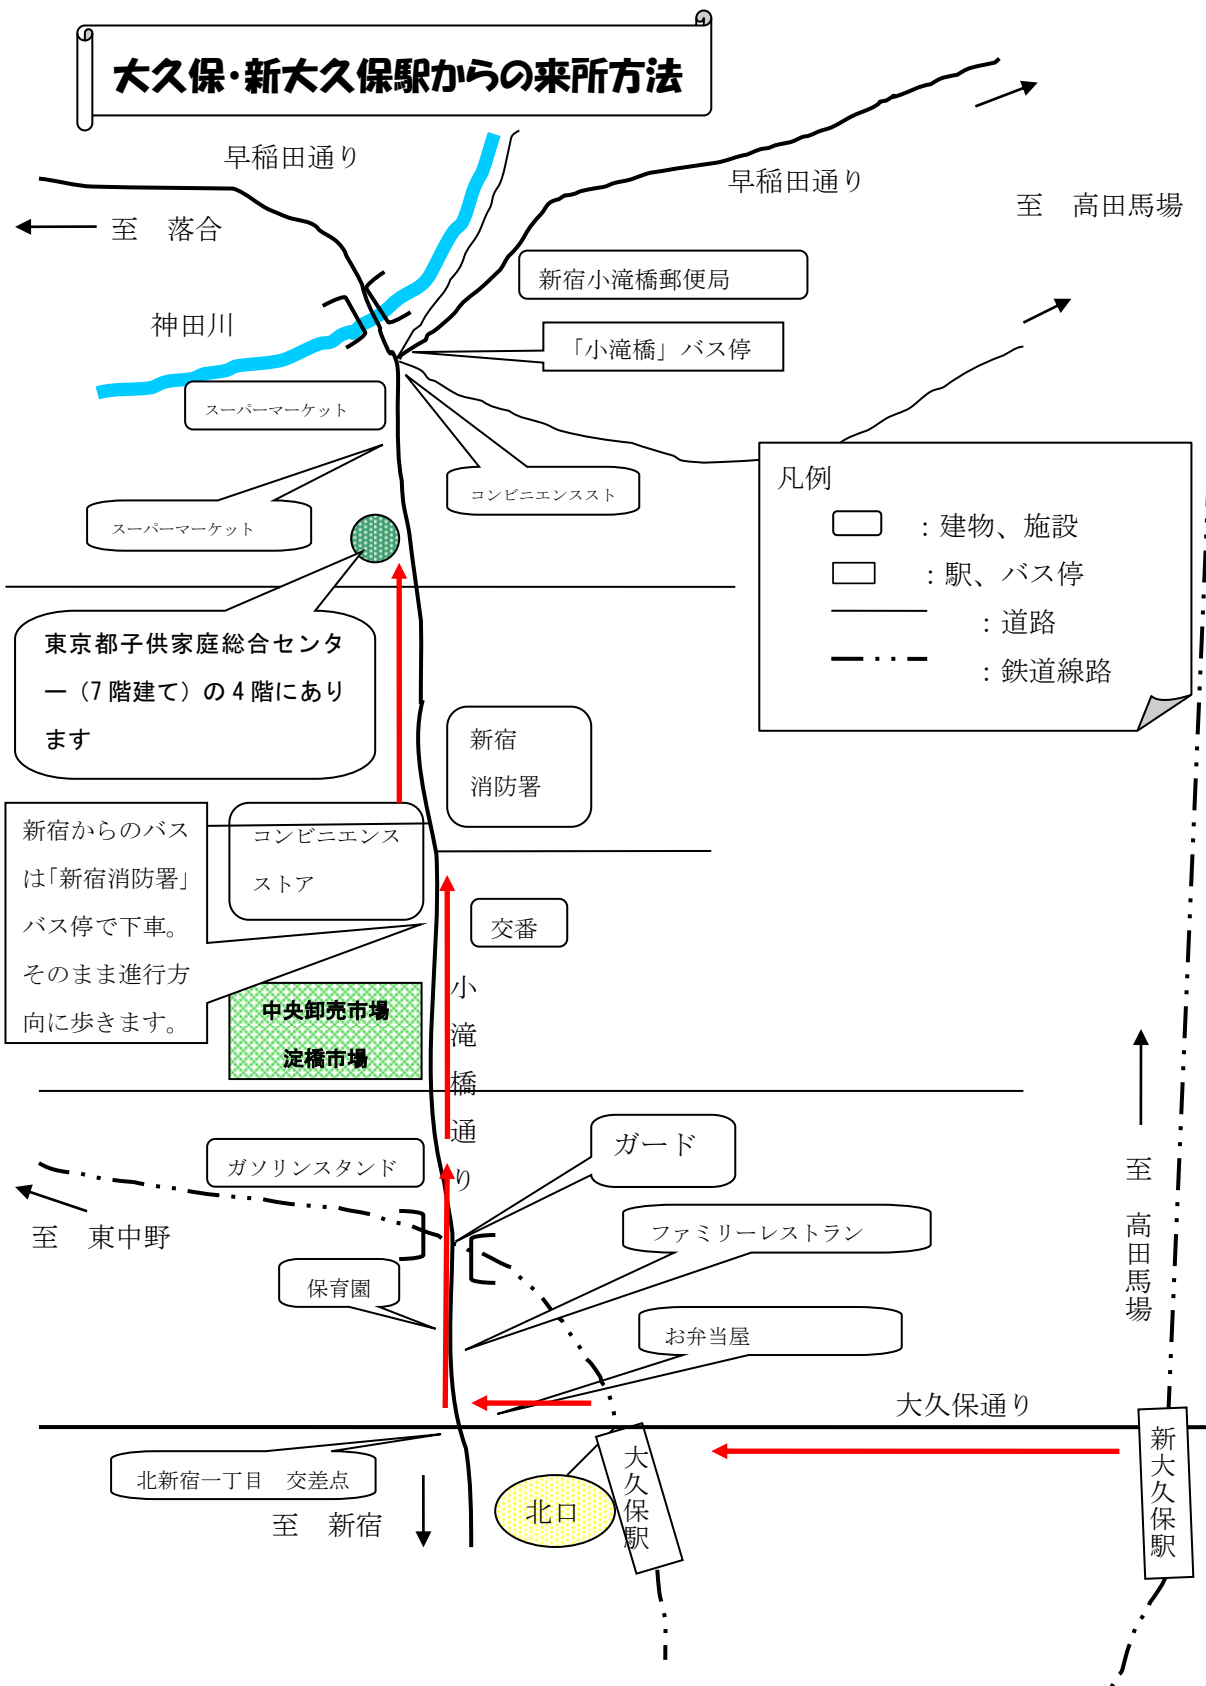 大久保・新大久保駅からの来所方法
早稲田通り
早稲田通り
至　高田馬場
至　落合
新宿小滝橋郵便局
神田川
「小滝橋」バス停
スーパーマーケット
コンビニエンススト
スーパーマーケット
凡例
：建物、施設
：駅、バス停
：道路
：鉄道線路
東京都子供家庭総合センタ
ー（7階建て）の4階にあり
ます
新宿
消防署
新宿からのバス
は「新宿消防署」
バス停で下車。
そのまま進行方
向に歩きます。
コンビニエンス
ストア
交番
中央卸売市場
淀橋市場
小滝橋通り
ガード
ガソリンスタンド
至　東中野
ファミリーレストラン
保育園
お弁当屋
至　高田馬場
大久保通り
北新宿一丁目　交差点
至　新宿
北口
大久保駅
新大久保駅